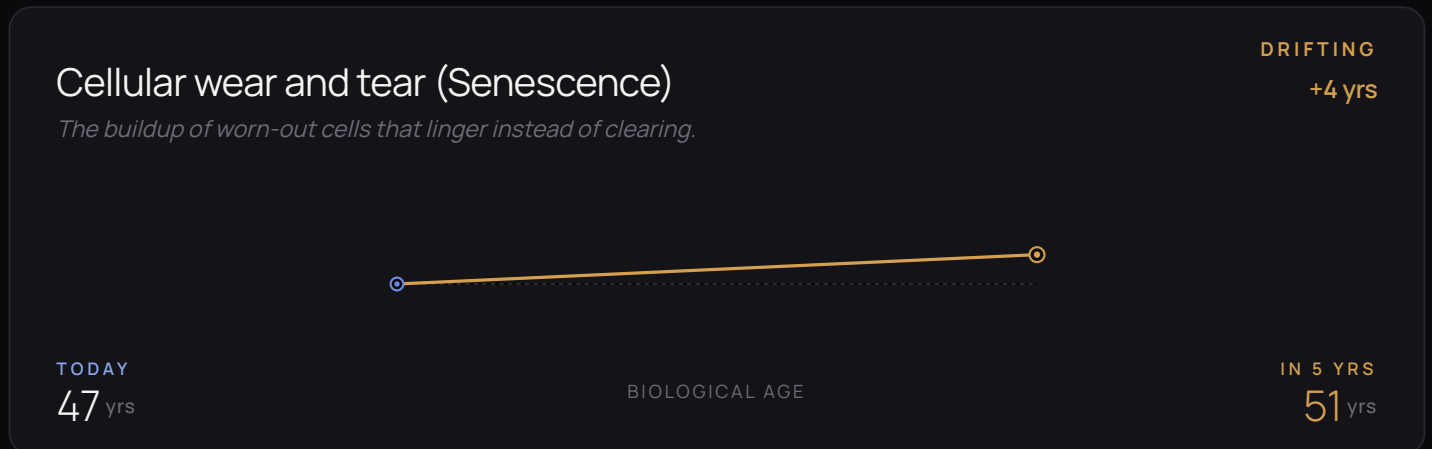 DRIFTING
Cellular wear and tear (Senescence)
+4 yrs
The buildup of worn-out cells that linger instead of clearing.
TODAY
IN 5 YRS
47 yrs
BIOLOGICAL AGE
51 yrs